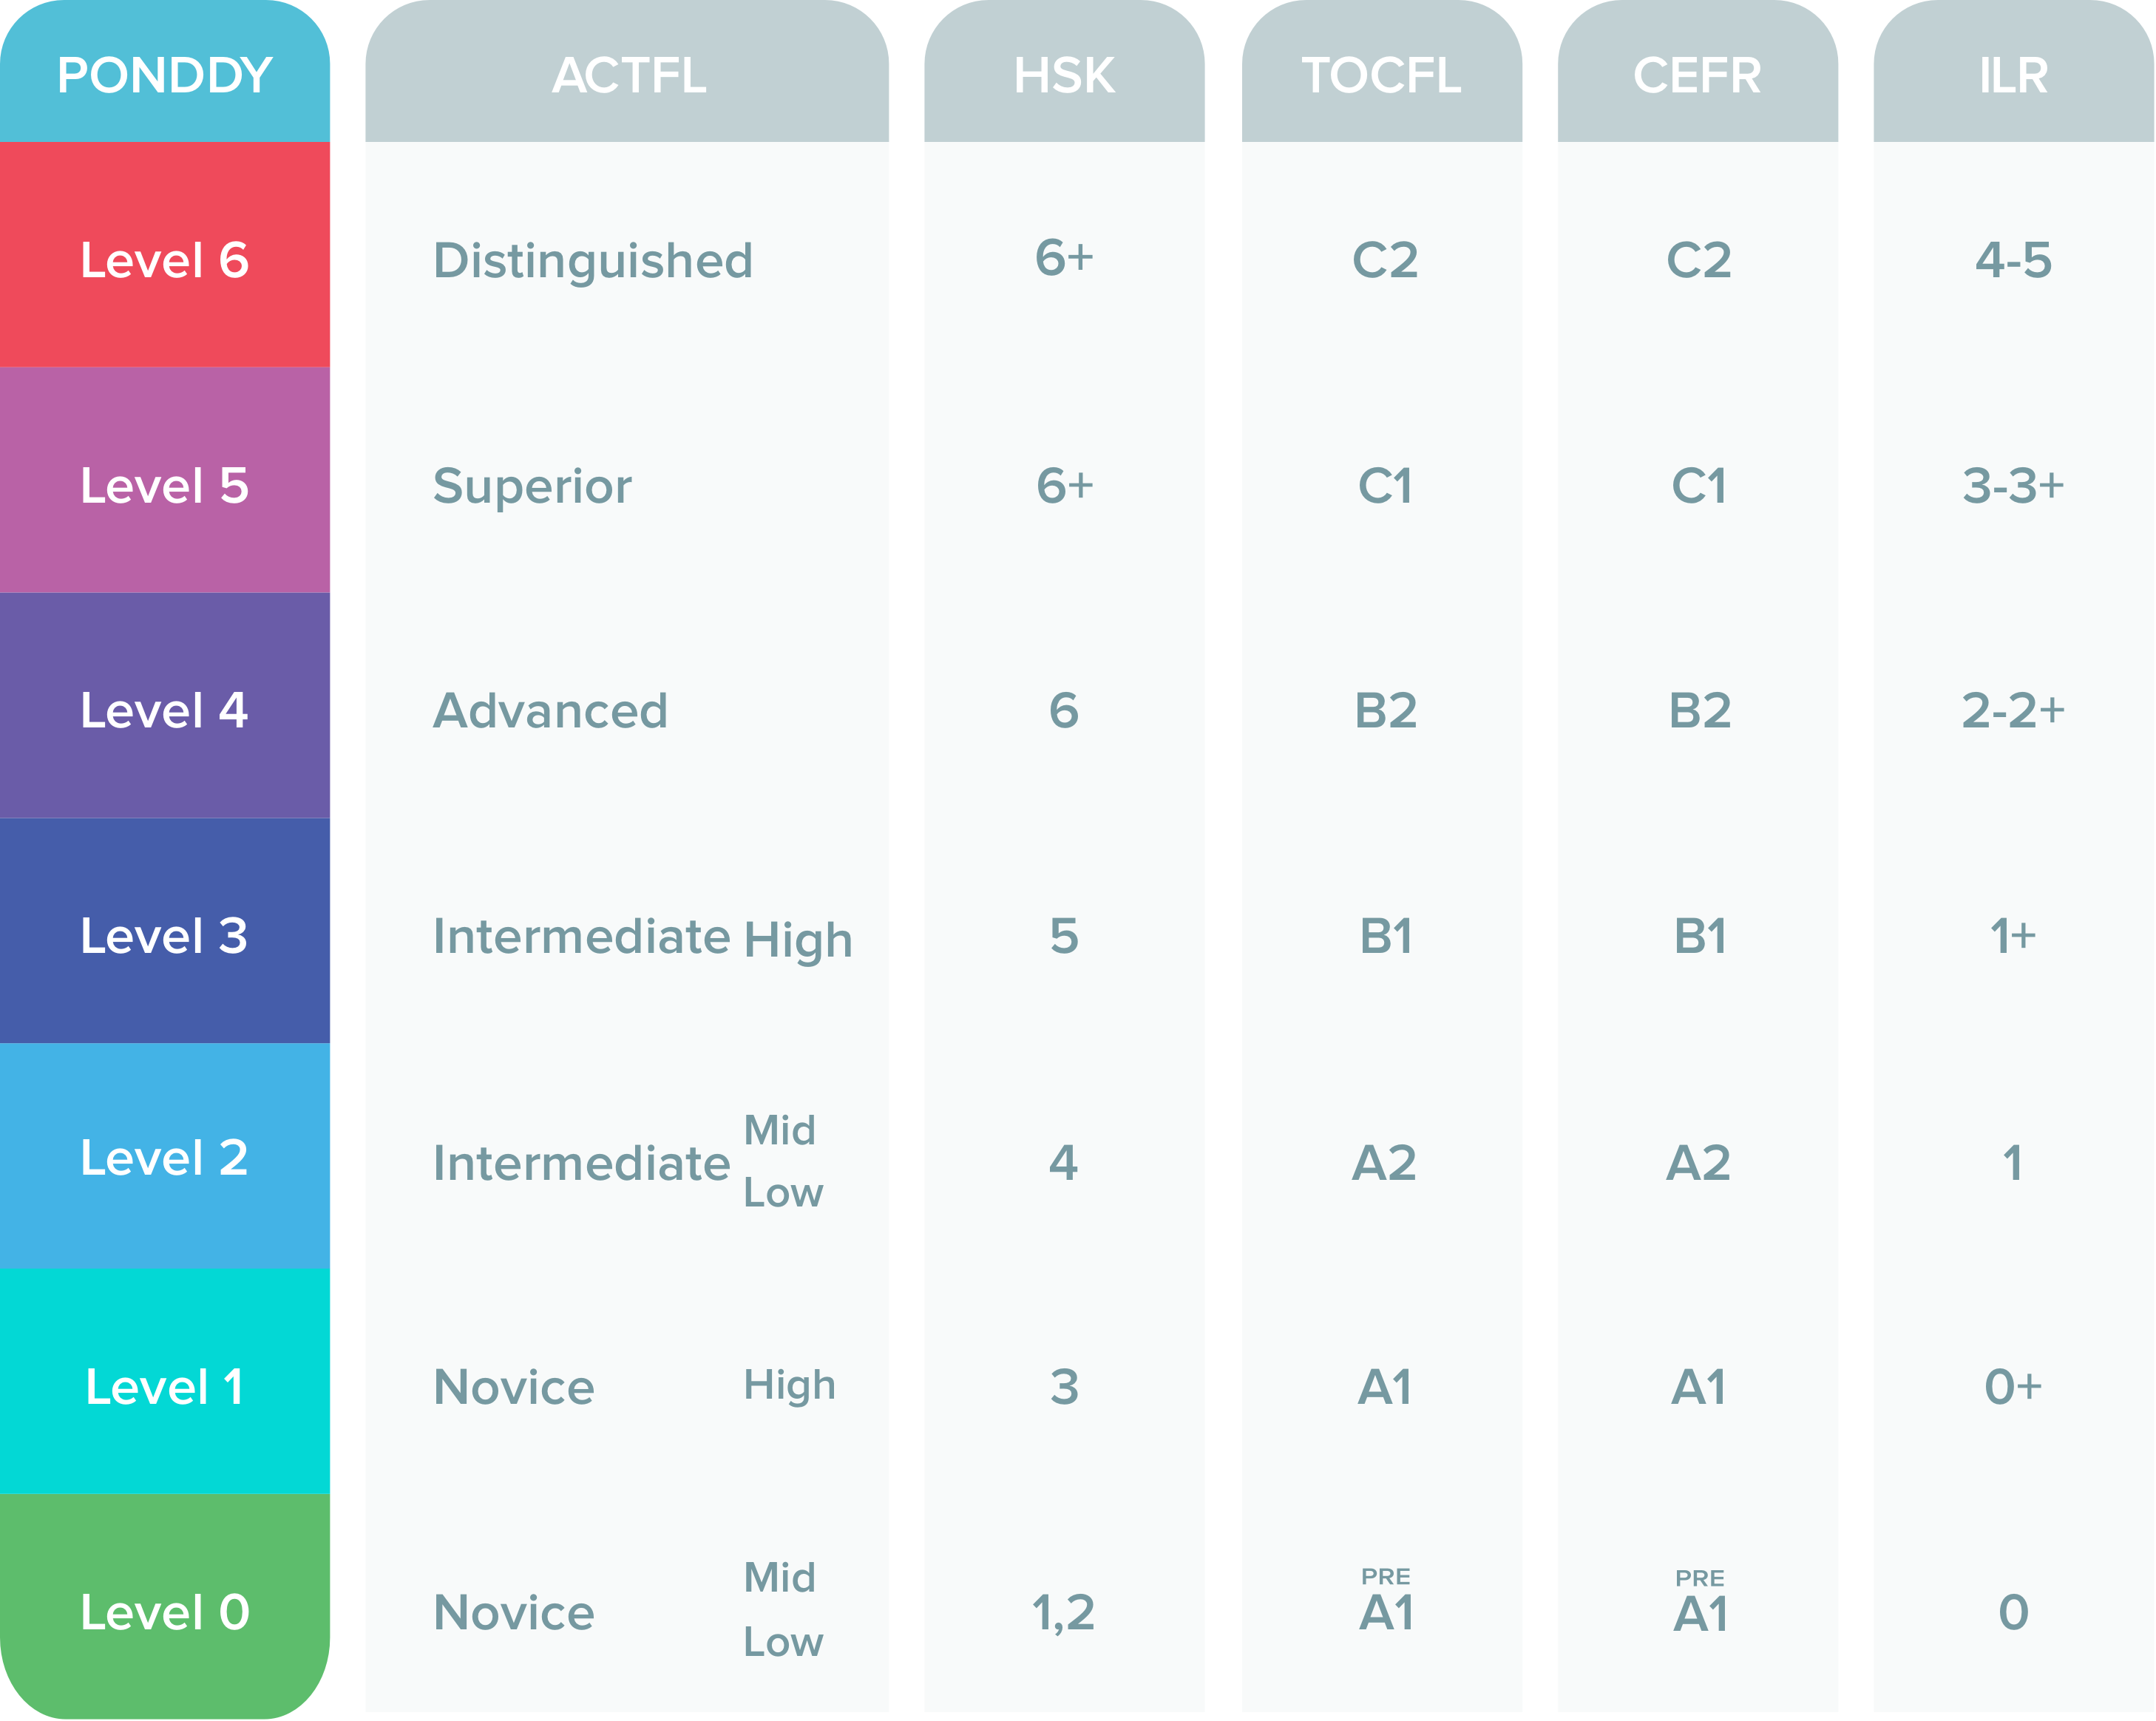 PONDDY ACTFL HSK TOCFL CEFR ILR
Level 6 Distinguished 6+ C2 C2 4-5
Level 5 Superior 6+ C1 C1 3-3+
Level 4 Advanced 6 B2 B2 2-2+
Level 3 Intermediate High 5 B1 B1 1+
Mid
Level 2 Intermediate 4 A2 A2 1
Low
Level 1 Novice High 3 A1 A1 0+
Mid PRE PRE
Level 0 Novice 1,2 A1 A1 0
Low